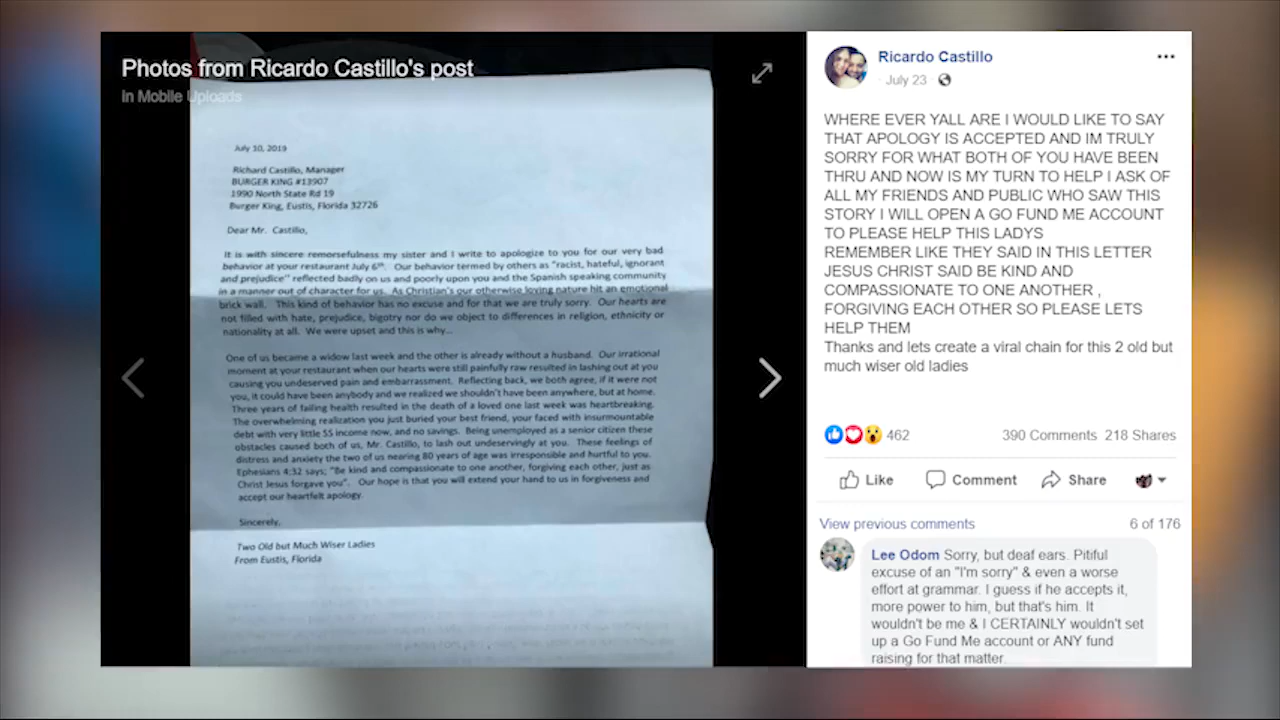 Photos from Ricardo Castillo's post
in Mobile Uploads
July 10, 2019
Richard Castillo, Manager
BURGER KING #13907
1990 North State Rd 19
Burger King, Eustis, Florida 32726
Dear Mr. Castillo,
It is with sincere remorsefulness my sister and I write to apologize to you for our very bad
behavior at your restaurant July 6th. Our behavior termed by others as "racist, hateful, ignorant
and prejudice" reflected badly on us and poorly upon you and the Spanish speaking community
in a manner out of character for us. As Christian's our otherwise loving nature hit an emotional
brick wall. This kind of behavior has no excuse and for that we are truly sorry. Our hearts are
not filled with hate, prejudice, bigotry nor do we object to differences in religion, ethnicity or
nationality at all. We were upset and this is why...
One of us became a widow last week and the other is already without a husband. Our irrational
moment at your restaurant when our hearts were still painfully raw resulted in lashing out at you
causing you undeserved pain and embarrassment. Reflecting back, we both agree, if it were not
you, it could have been anybody and we realized we shouldn't have been anywhere, but at home.
Three years of failing health resulted in the death of a loved one last week was heartbreaking.
The overwhelming realization you just buried your best friend, your faced with insurmountable
debt with very little SS income now, and no savings. Being unemployed as a senior citizen these
obstacles caused both of us, Mr. Castillo, to lash out undeservingly at you. These feelings of
distress and anxiety the two of us nearing 80 years of age was irresponsible and hurtful to you.
Ephesians 4:32 says; "Be kind and compassionate to one another, forgiving each other, just as
Christ Jesus forgave you". Our hope is that you will extend your hand to us in forgiveness and
accept our heartfelt apology.
Sincerely,
Two Old but Much Wiser Ladies
From Eustis, Florida
Ricardo Castillo
July 23
WHERE EVER YALL ARE I WOULD LIKE TO SAY
THAT APOLOGY IS ACCEPTED AND IM TRULY
SORRY FOR WHAT BOTH OF YOU HAVE BEEN
THRU AND NOW IS MY TURN TO HELP I ASK OF
ALL MY FRIENDS AND PUBLIC WHO SAW THIS
STORY I WILL OPEN A GO FUND ME ACCOUNT
TO PLEASE HELP THIS LADYS
REMEMBER LIKE THEY SAID IN THIS LETTER
JESUS CHRIST SAID BE KIND AND
COMPASSIONATE TO ONE ANOTHER ,
FORGIVING EACH OTHER SO PLEASE LETS
HELP THEM
Thanks and lets create a viral chain for this 2 old but
much wiser old ladies
462 390 Comments 218 Shares
Like Comment Share
View previous comments 6 of 176
Lee Odom Sorry, but deaf ears. Pitiful
excuse of an "I'm sorry" & even a worse
effort at grammar. I guess if he accepts it,
more power to him, but that's him. It
wouldn't be me & I CERTAINLY wouldn't set
up a Go Fund Me account or ANY fund
raising for that matter.